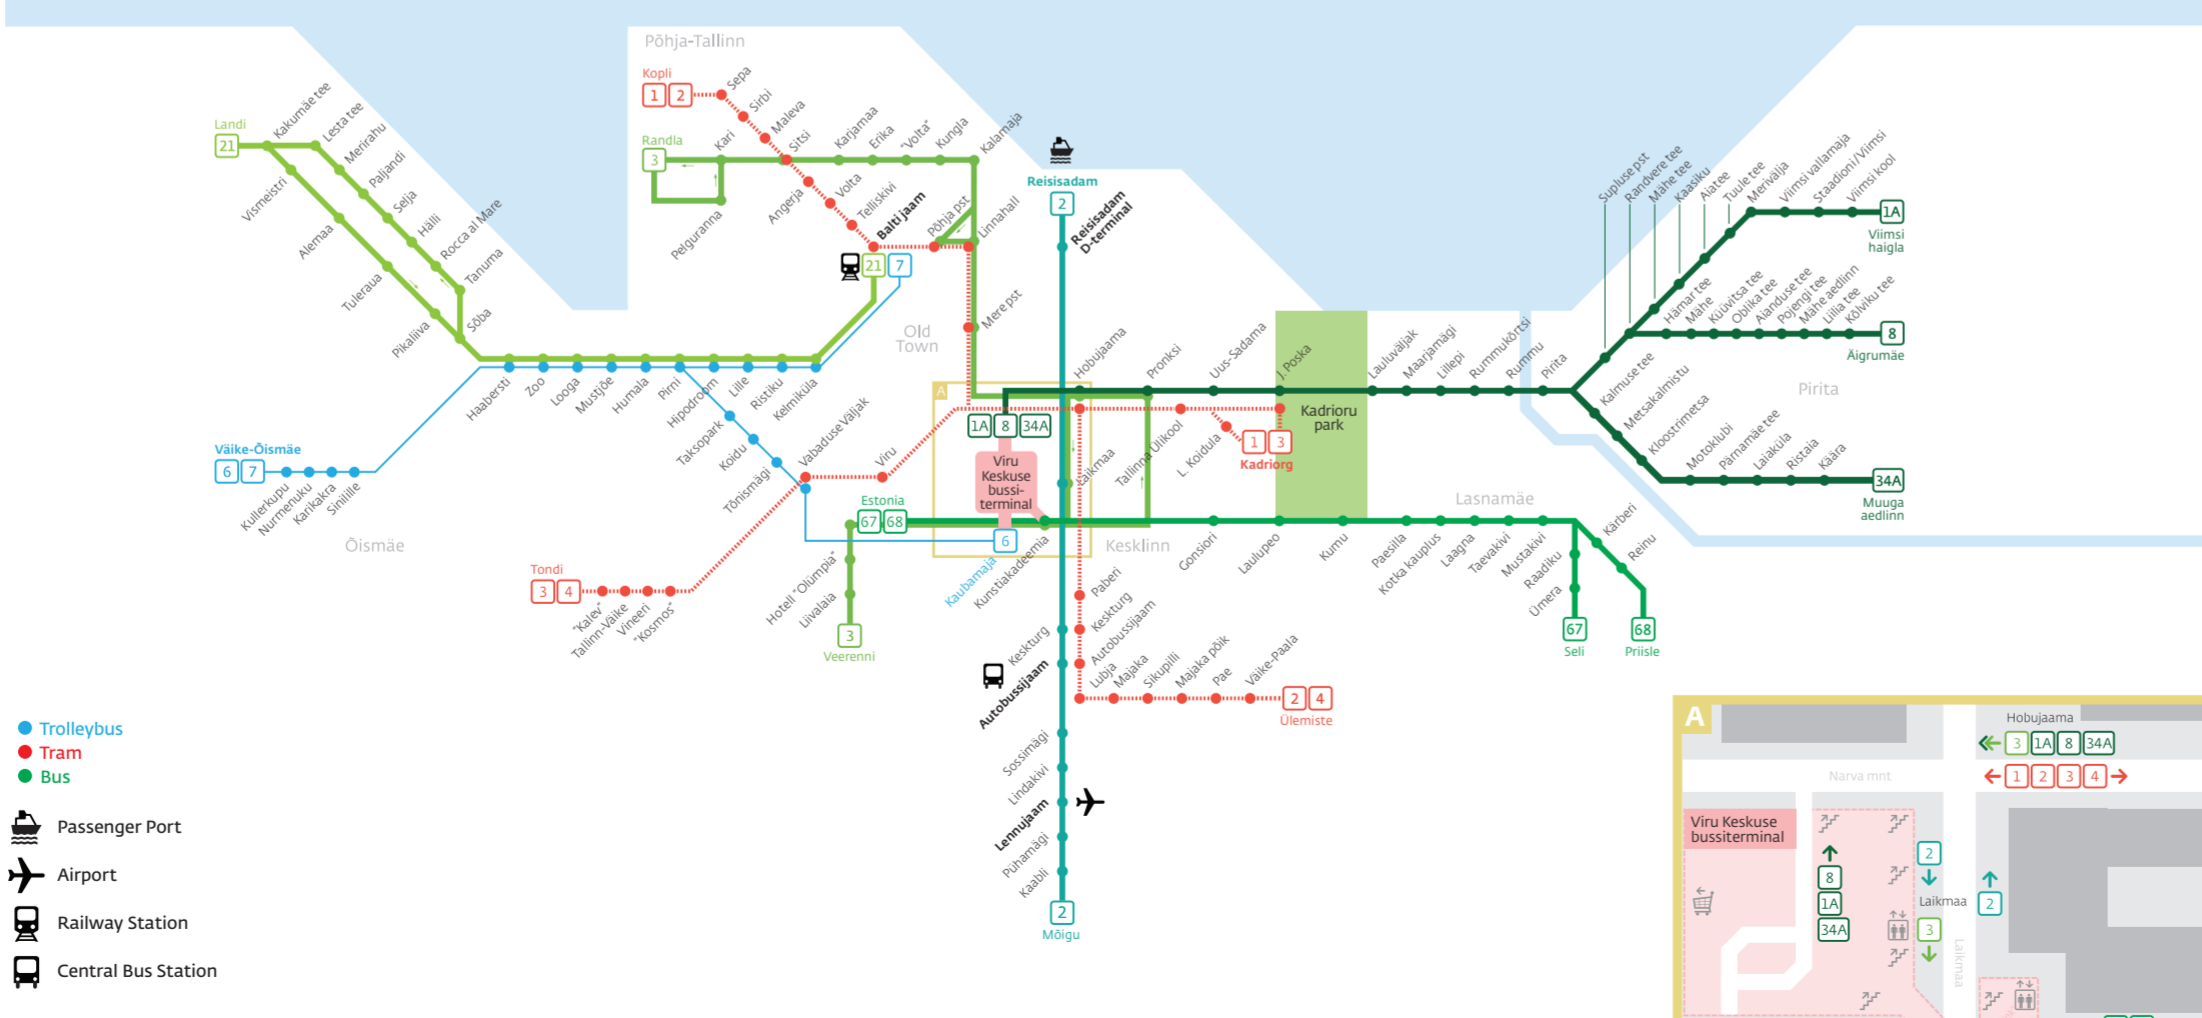 Põhja-Tallinn
Kopli
1 2
Sepa
Sirbi
Maleva
Sitsi
Angerja
Volta
Telliskivi
Balti jaam
21 7
Landi
21
Kakumäe tee
Lesta tee
Merirahu
Paljandi
Selja
Hälli
Rocca al Mare
Tanuma
Sõba
Vismeistri
Alemaa
Tuleraua
Pikaliiva
Randla
3
Kari
Pelguranna
Karjamaa
Erika
"Volta"
Kungla
Kalamaja
Põhja pst
Linnahall
Mere pst
Old
Town
Reisisadam
2
Reisisadam
D-terminal
Haabersti
Zoo
Looga
Mustjõe
Humala
Pirni
Hipodroom
Lille
Ristiku
Kelmiküla
Väike-Õismäe
6 7
Kullerkupu
Nurmenuku
Karikakra
Sinilille
Õismäe
Taksopark
Koidu
Tõnismägi
Vabaduse Väljak
Viru
Tondi
3 4
"Kalev"
Tallinn-Väike
Vineeri
"Kosmos"
Estonia
67 68
Hotell "Olümpia"
Liivalaia
3
Veerenni
A
1A 8 34A
Viru
Keskuse
bussi-
terminal
6
Kaubamaja
Kunstiakadeemia
Kesklinn
Hobujaama
Pronksi
Uus-Sadama
J. Poska
Laikmaa
Tallinna Ülikool
L. Koidula
1 3
Kadriorg
Kadrioru
park
Lauluväljak
Maarjamägi
Lillepi
Rummukõrtsi
Rummu
Pirita
Supluse pst
Randvere tee
Mähe tee
Kaasiku
Aiatee
Tuule tee
Merivälja
Viimsi vallamaja
Staadioni/Viimsi
Viimsi kool
1A
Viimsi
haigla
Hämar tee
Mähe
Küüvitsa tee
Oblika tee
Aianduse tee
Pojengi tee
Mähe aedlinn
Liilia tee
Kõlviku tee
8
Äigrumäe
Pirita
Kalmuse tee
Metsakalmistu
Kloostrimetsa
Motoklubi
Pärnamäe tee
Laiaküla
Ristaia
Käära
34A
Muuga
aedlinn
Lasnamäe
Gonsiori
Laulupeo
Kumu
Paesilla
Kotka kauplus
Laagna
Taevakivi
Mustakivi
Raadiku
Ümera
67
Seli
Kärberi
Reinu
68
Priisle
Paberi
Keskturg
Autobussijaam
Lubja
Majaka
Sikupilli
Majaka põik
Pae
Väike-Paala
2 4
Ülemiste
Keskturg
Autobussijaam
Sossimägi
Lindakivi
Lennujaam
Pühamägi
Kaabli
2
Mõigu
Trolleybus
Tram
Bus
Passenger Port
Airport
Railway Station
Central Bus Station
A
Hobujaama
3 1A 8 34A
Narva mnt
1 2 3 4
Viru Keskuse
bussiterminal
8
1A
34A
2
Laikmaa
2
3
Laikmaa